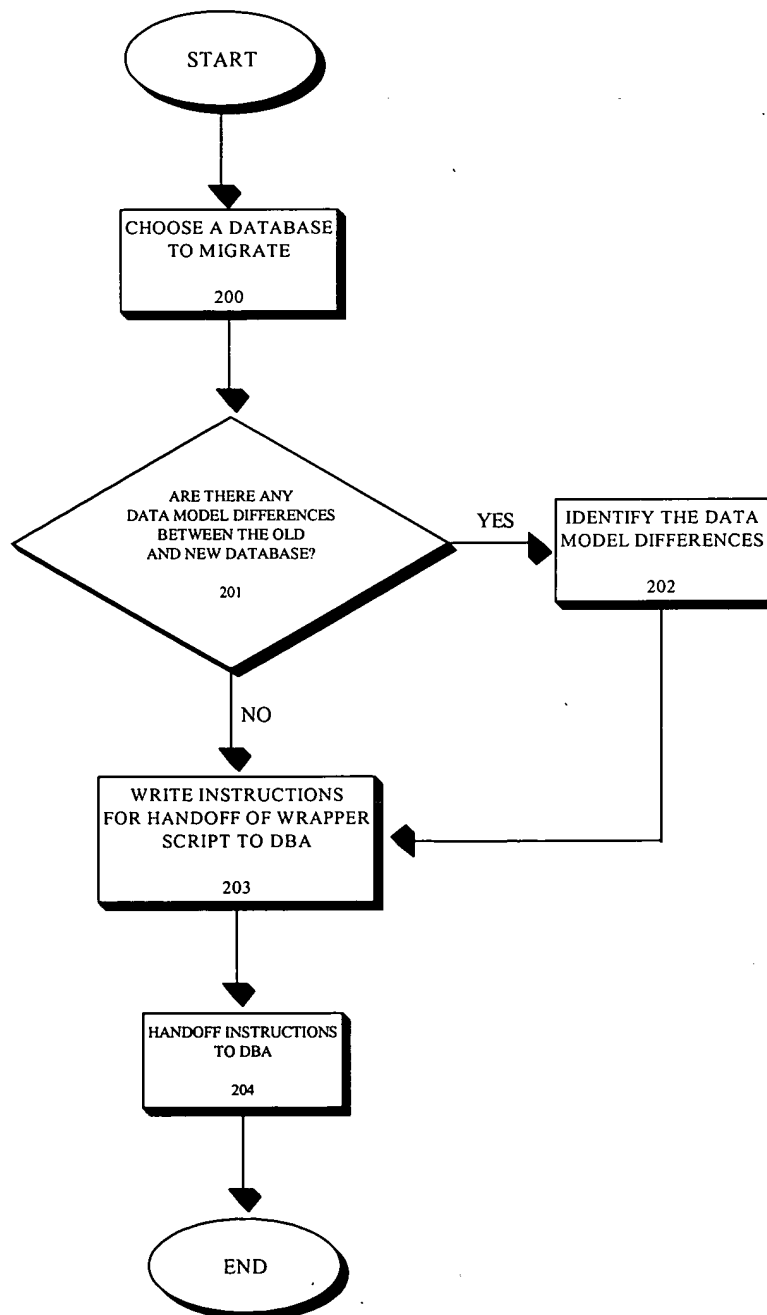 START
CHOOSE A DATABASE
TO MIGRATE
200
ARE THERE ANY
DATA MODEL DIFFERENCES
BETWEEN THE OLD
AND NEW DATABASE?
201
YES
IDENTIFY THE DATA
MODEL DIFFERENCES
202
NO
WRITE INSTRUCTIONS
FOR HANDOFF OF WRAPPER
SCRIPT TO DBA
203
HANDOFF INSTRUCTIONS
TO DBA
204
END